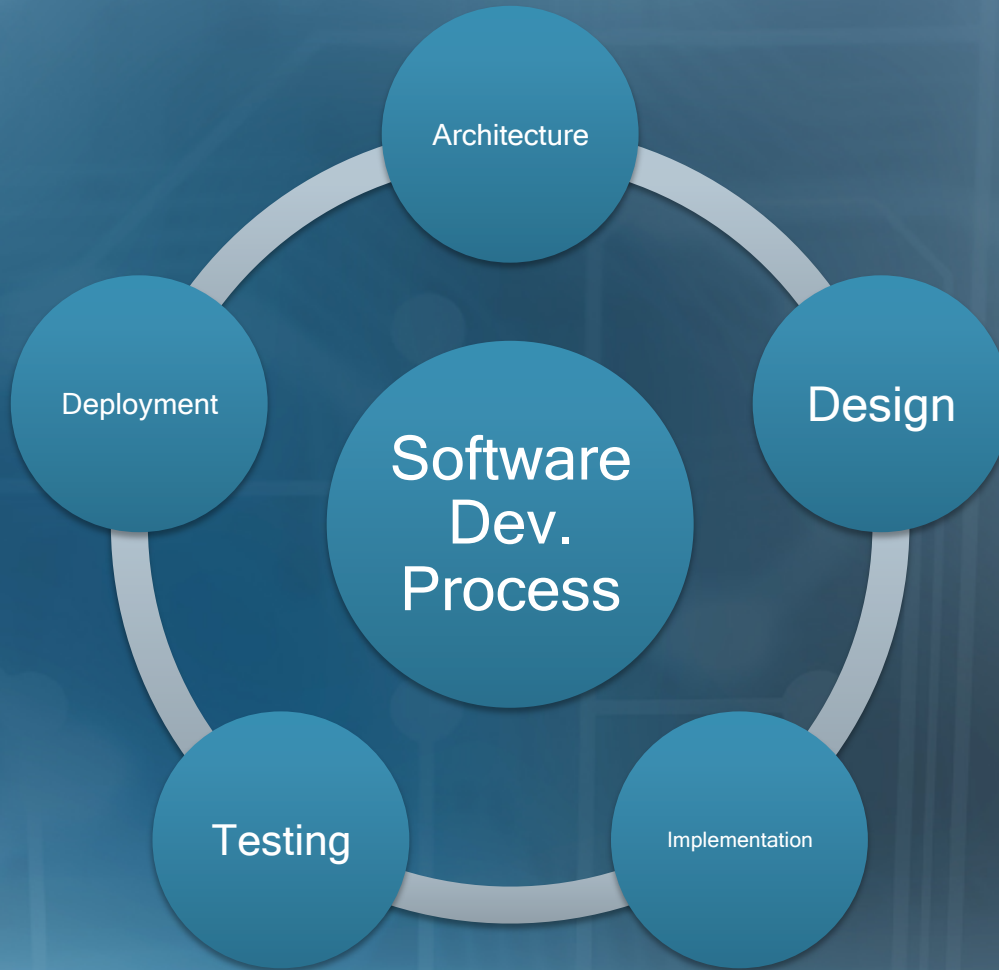 Architecture
Design
Implementation
Testing
Deployment
Software
Dev.
Process